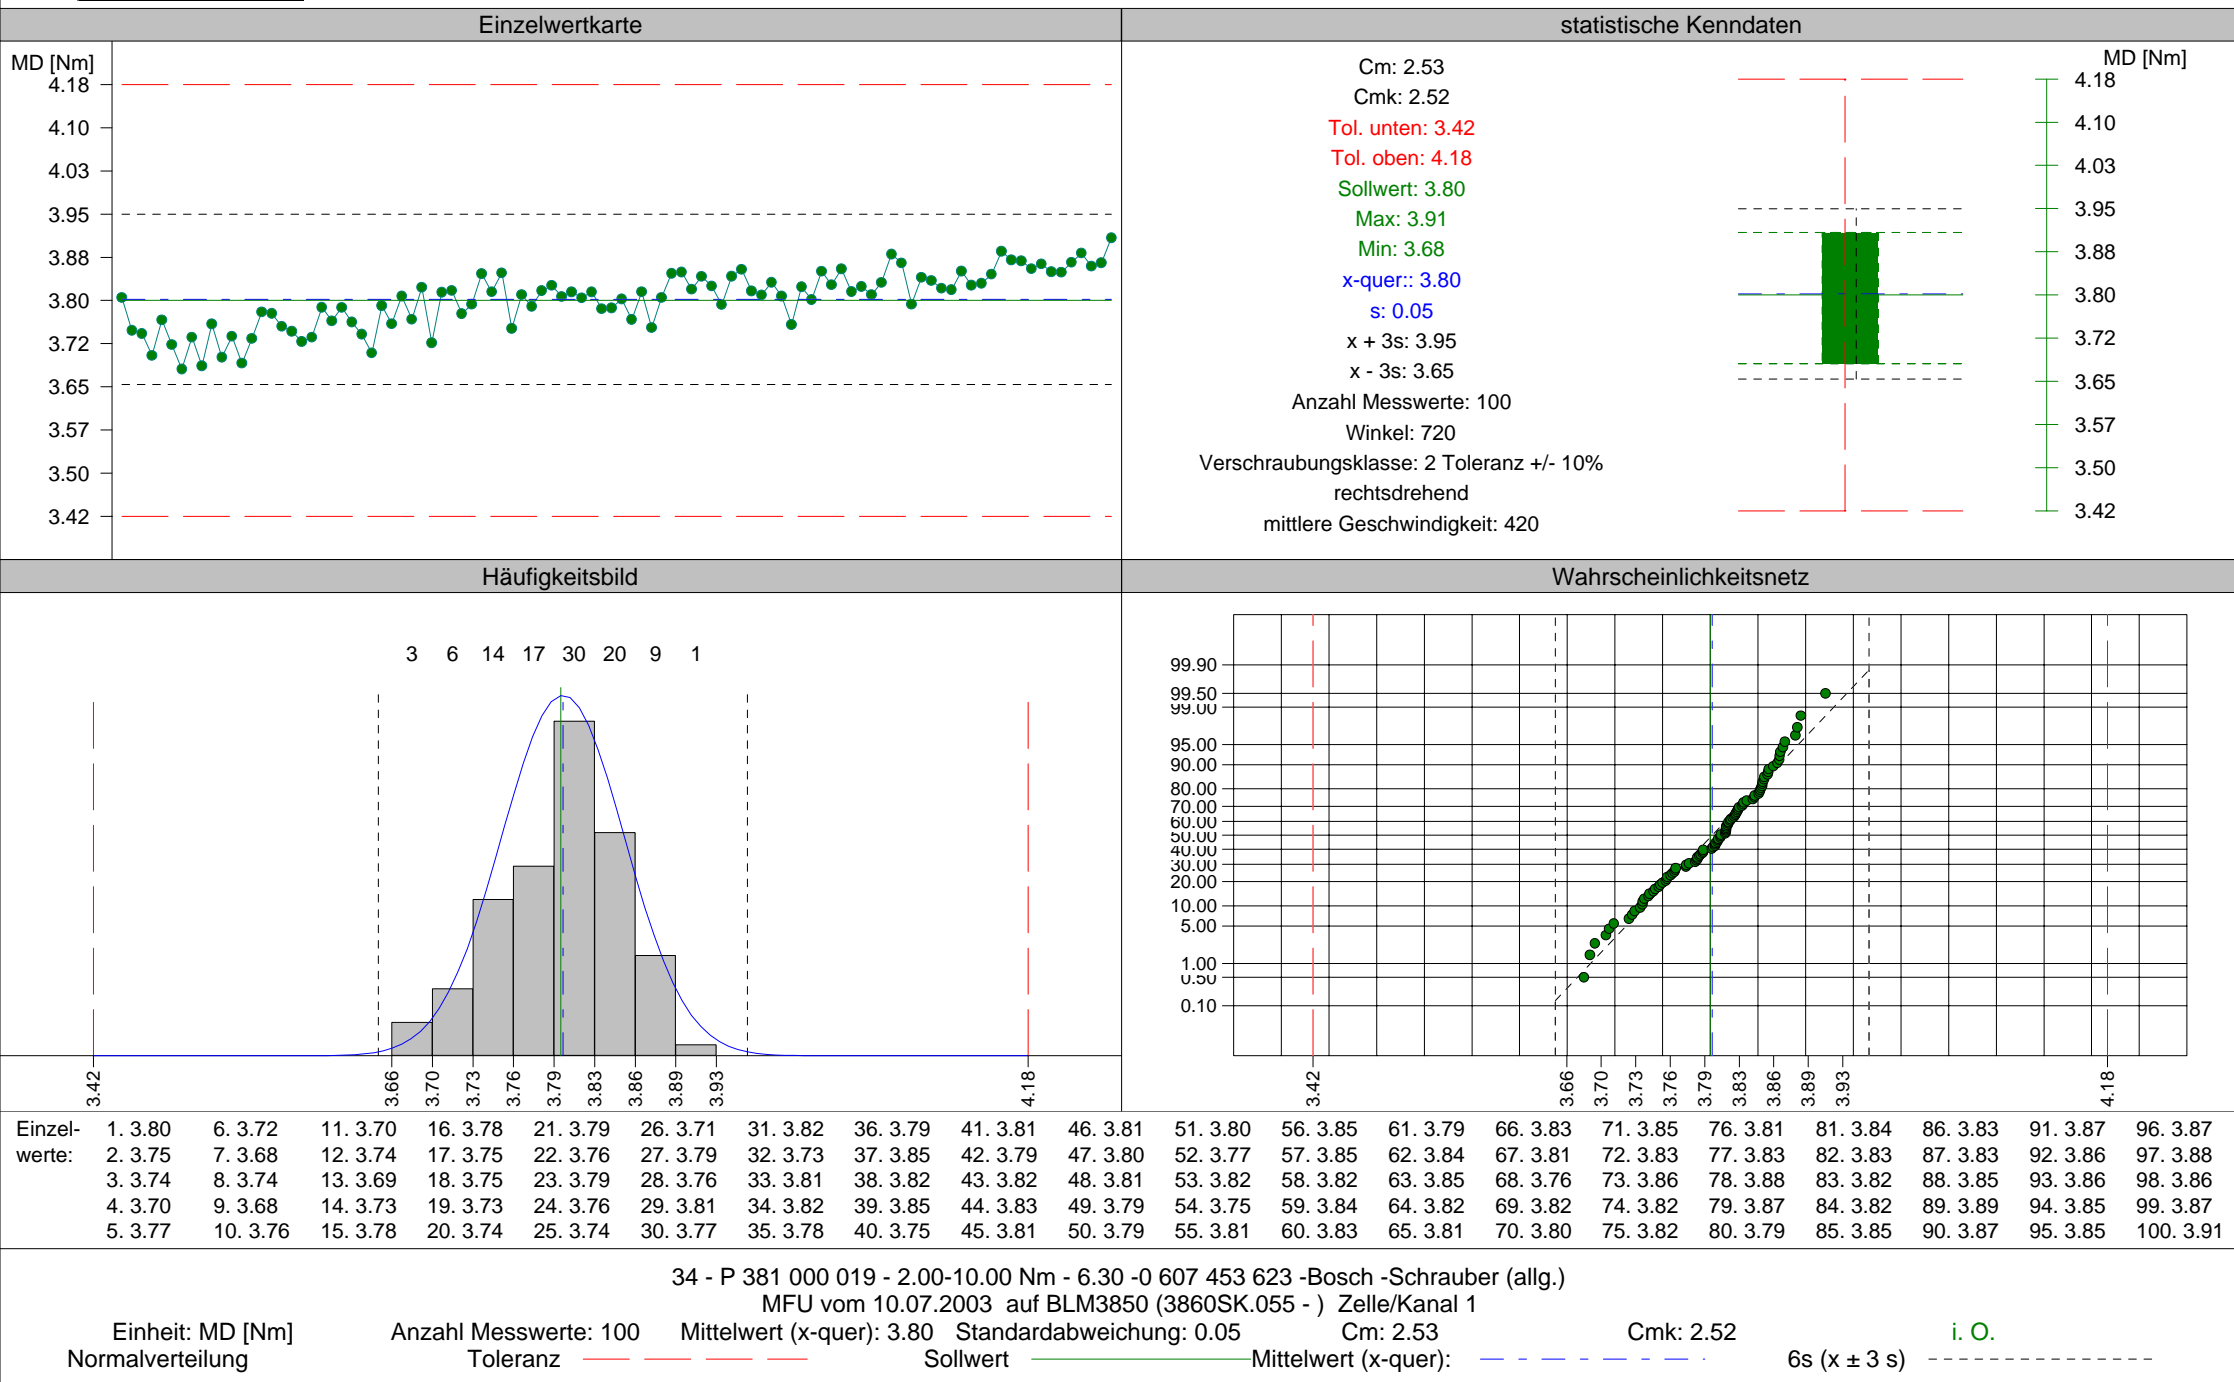 Einzelwertkarte
statistische Kenndaten
MD [Nm]
4.18
4.10
4.03
3.95
3.88
3.80
3.72
3.65
3.57
3.50
3.42
Cm: 2.53
Cmk: 2.52
Tol. unten: 3.42
Tol. oben: 4.18
Sollwert: 3.80
Max: 3.91
Min: 3.68
x-quer:: 3.80
s: 0.05
x + 3s: 3.95
x - 3s: 3.65
Anzahl Messwerte: 100
Winkel: 720
Verschraubungsklasse: 2 Toleranz +/- 10%
rechtsdrehend
mittlere Geschwindigkeit: 420
MD [Nm]
4.18
4.10
4.03
3.95
3.88
3.80
3.72
3.65
3.57
3.50
3.42
Häufigkeitsbild
Wahrscheinlichkeitsnetz
3 6 14 17 30 20 9 1
3.42 3.66 3.70 3.73 3.76 3.79 3.83 3.86 3.89 3.93 4.18
99.90
99.50
99.00
95.00
90.00
80.00
70.00
60.00
50.00
40.00
30.00
20.00
10.00
5.00
1.00
0.50
0.10
3.42 3.66 3.70 3.73 3.76 3.79 3.83 3.86 3.89 3.93 4.18
Einzel- 1. 3.80 6. 3.72 11. 3.70 16. 3.78 21. 3.79 26. 3.71 31. 3.82 36. 3.79 41. 3.81 46. 3.81 51. 3.80 56. 3.85 61. 3.79 66. 3.83 71. 3.85 76. 3.81 81. 3.84 86. 3.83 91. 3.87 96. 3.87
werte: 2. 3.75 7. 3.68 12. 3.74 17. 3.75 22. 3.76 27. 3.79 32. 3.73 37. 3.85 42. 3.79 47. 3.80 52. 3.77 57. 3.85 62. 3.84 67. 3.81 72. 3.83 77. 3.83 82. 3.83 87. 3.83 92. 3.86 97. 3.88
3. 3.74 8. 3.74 13. 3.69 18. 3.75 23. 3.79 28. 3.76 33. 3.81 38. 3.82 43. 3.82 48. 3.81 53. 3.82 58. 3.82 63. 3.85 68. 3.76 73. 3.86 78. 3.88 83. 3.82 88. 3.85 93. 3.86 98. 3.86
4. 3.70 9. 3.68 14. 3.73 19. 3.73 24. 3.76 29. 3.81 34. 3.82 39. 3.85 44. 3.83 49. 3.79 54. 3.75 59. 3.84 64. 3.82 69. 3.82 74. 3.82 79. 3.87 84. 3.82 89. 3.89 94. 3.85 99. 3.87
5. 3.77 10. 3.76 15. 3.78 20. 3.74 25. 3.74 30. 3.77 35. 3.78 40. 3.75 45. 3.81 50. 3.79 55. 3.81 60. 3.83 65. 3.81 70. 3.80 75. 3.82 80. 3.79 85. 3.85 90. 3.87 95. 3.85 100. 3.91
34 - P 381 000 019 - 2.00-10.00 Nm - 6.30 -0 607 453 623 -Bosch -Schrauber (allg.)
MFU vom 10.07.2003 auf BLM3850 (3860SK.055 - ) Zelle/Kanal 1
Einheit: MD [Nm] Anzahl Messwerte: 100 Mittelwert (x-quer): 3.80 Standardabweichung: 0.05 Cm: 2.53 Cmk: 2.52 i. O.
Normalverteilung Toleranz Sollwert Mittelwert (x-quer): 6s (x ± 3 s)